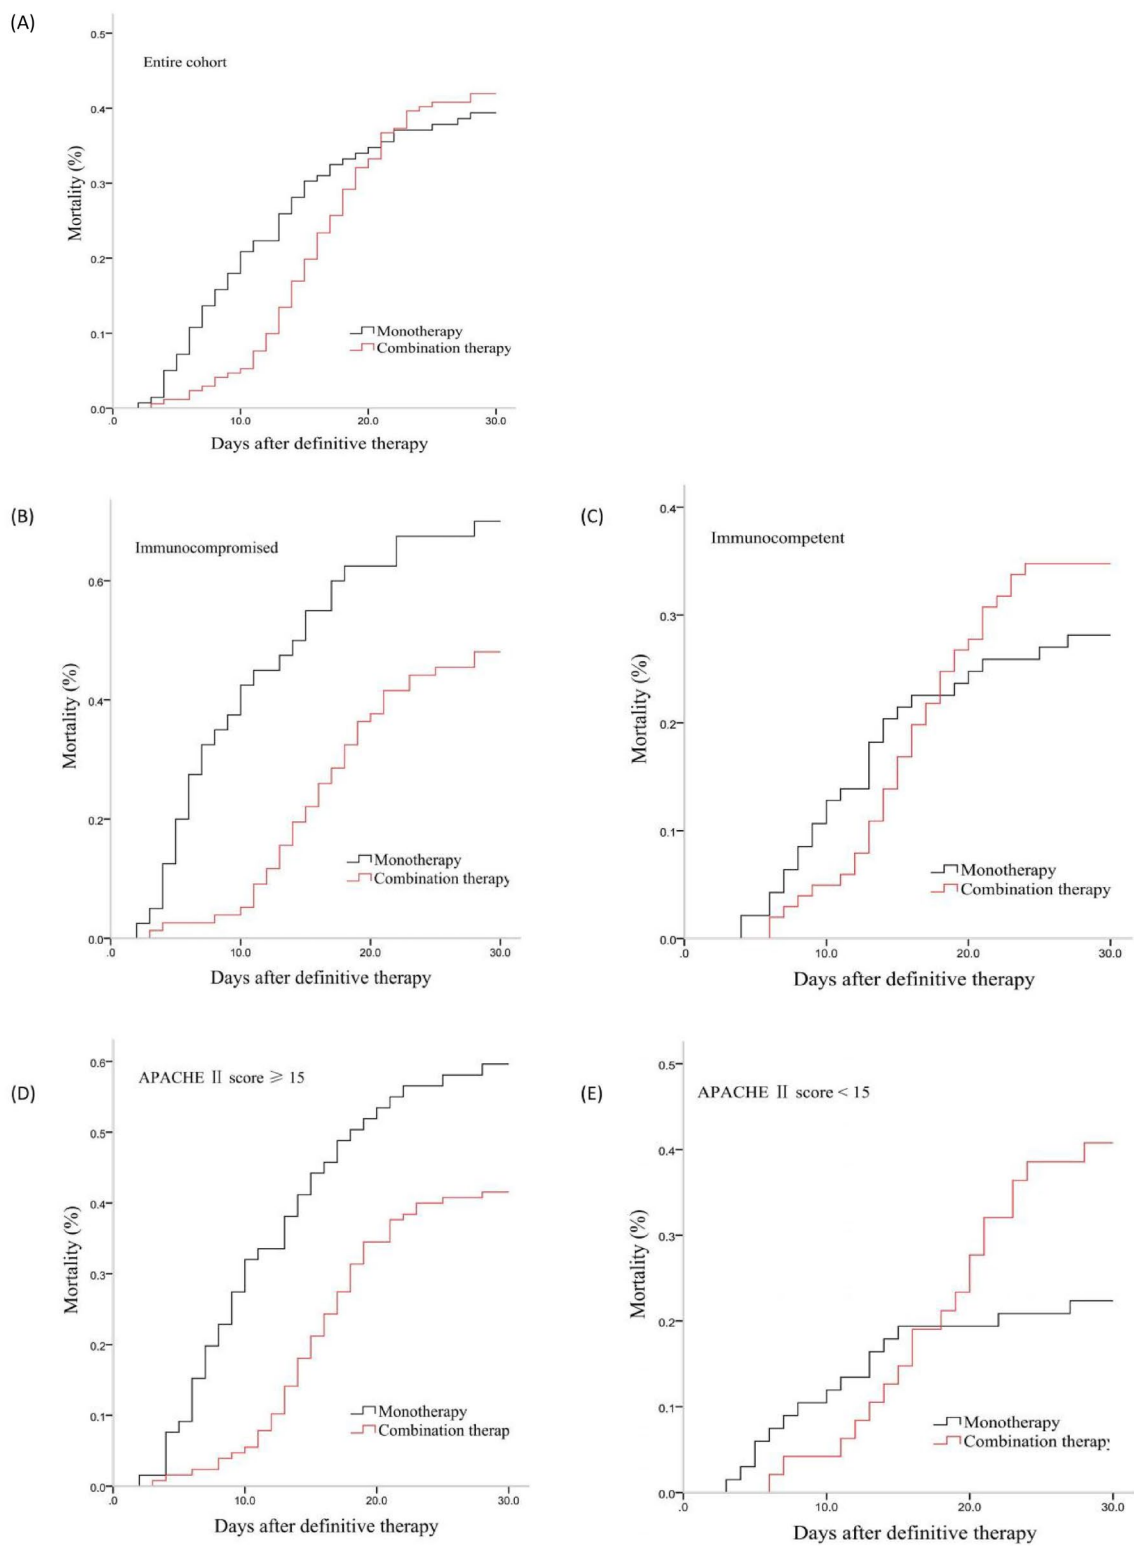 (A)
Entire cohort
0.5
0.4
0.3
0.2
0.1
0.0
Mortality (%)
Monotherapy
Combination therapy
.0 10.0 20.0 30.0
Days after definitive therapy
(B)
Immunocompromised
0.6
0.4
0.2
0.0
Mortality (%)
Monotherapy
Combination therapy
.0 10.0 20.0 30.0
Days after definitive therapy
(C)
Immunocompetent
0.4
0.3
0.2
0.1
0.0
Mortality (%)
Monotherapy
Combination therapy
.0 10.0 20.0 30.0
Days after definitive therapy
(D)
APACHE Ⅱ score ≥ 15
0.6
0.5
0.4
0.3
0.2
0.1
0.0
Mortality (%)
Monotherapy
Combination therap
.0 10.0 20.0 30.0
Days after definitive therapy
(E)
APACHE Ⅱ score < 15
0.5
0.4
0.3
0.2
0.1
0.0
Mortality (%)
Monotherapy
Combination therapy
.0 10.0 20.0 30.0
Days after definitive therapy